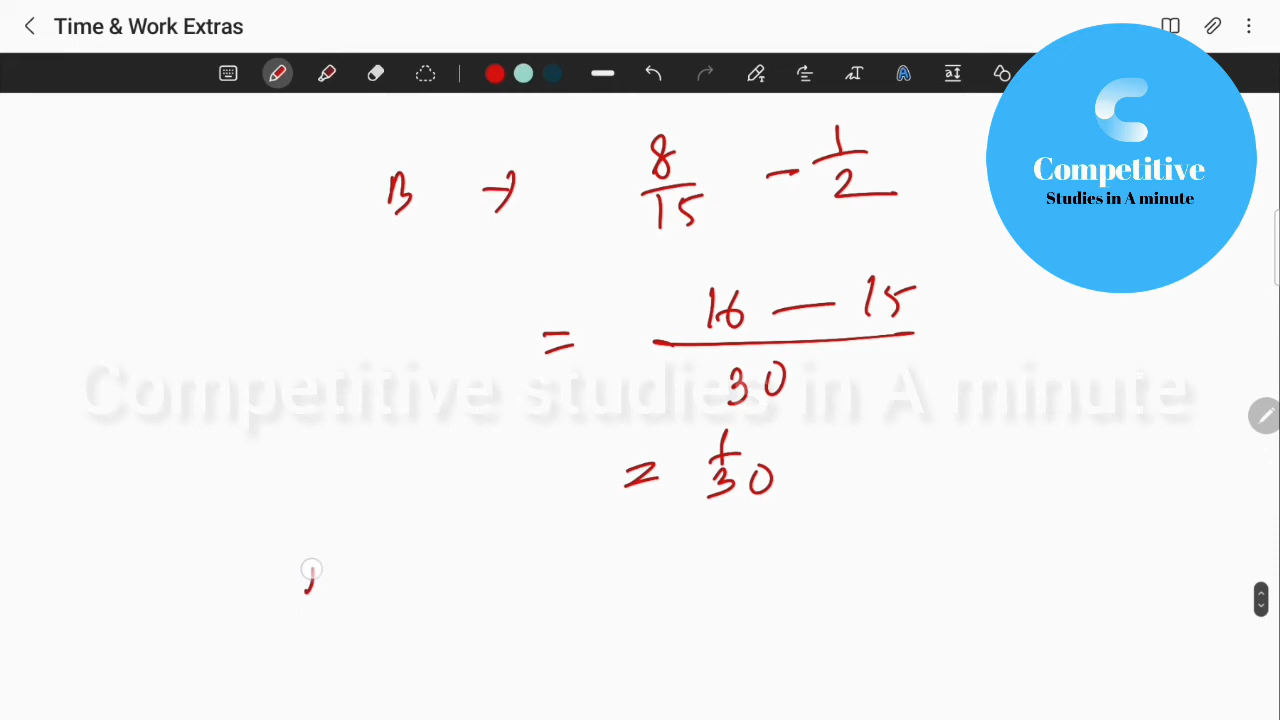 Time & Work Extras
Competitive
Studies in A minute
B → 8/15 - 1/2
= 16 — 15 / 30
Competitive studies in A minute
= 1/30